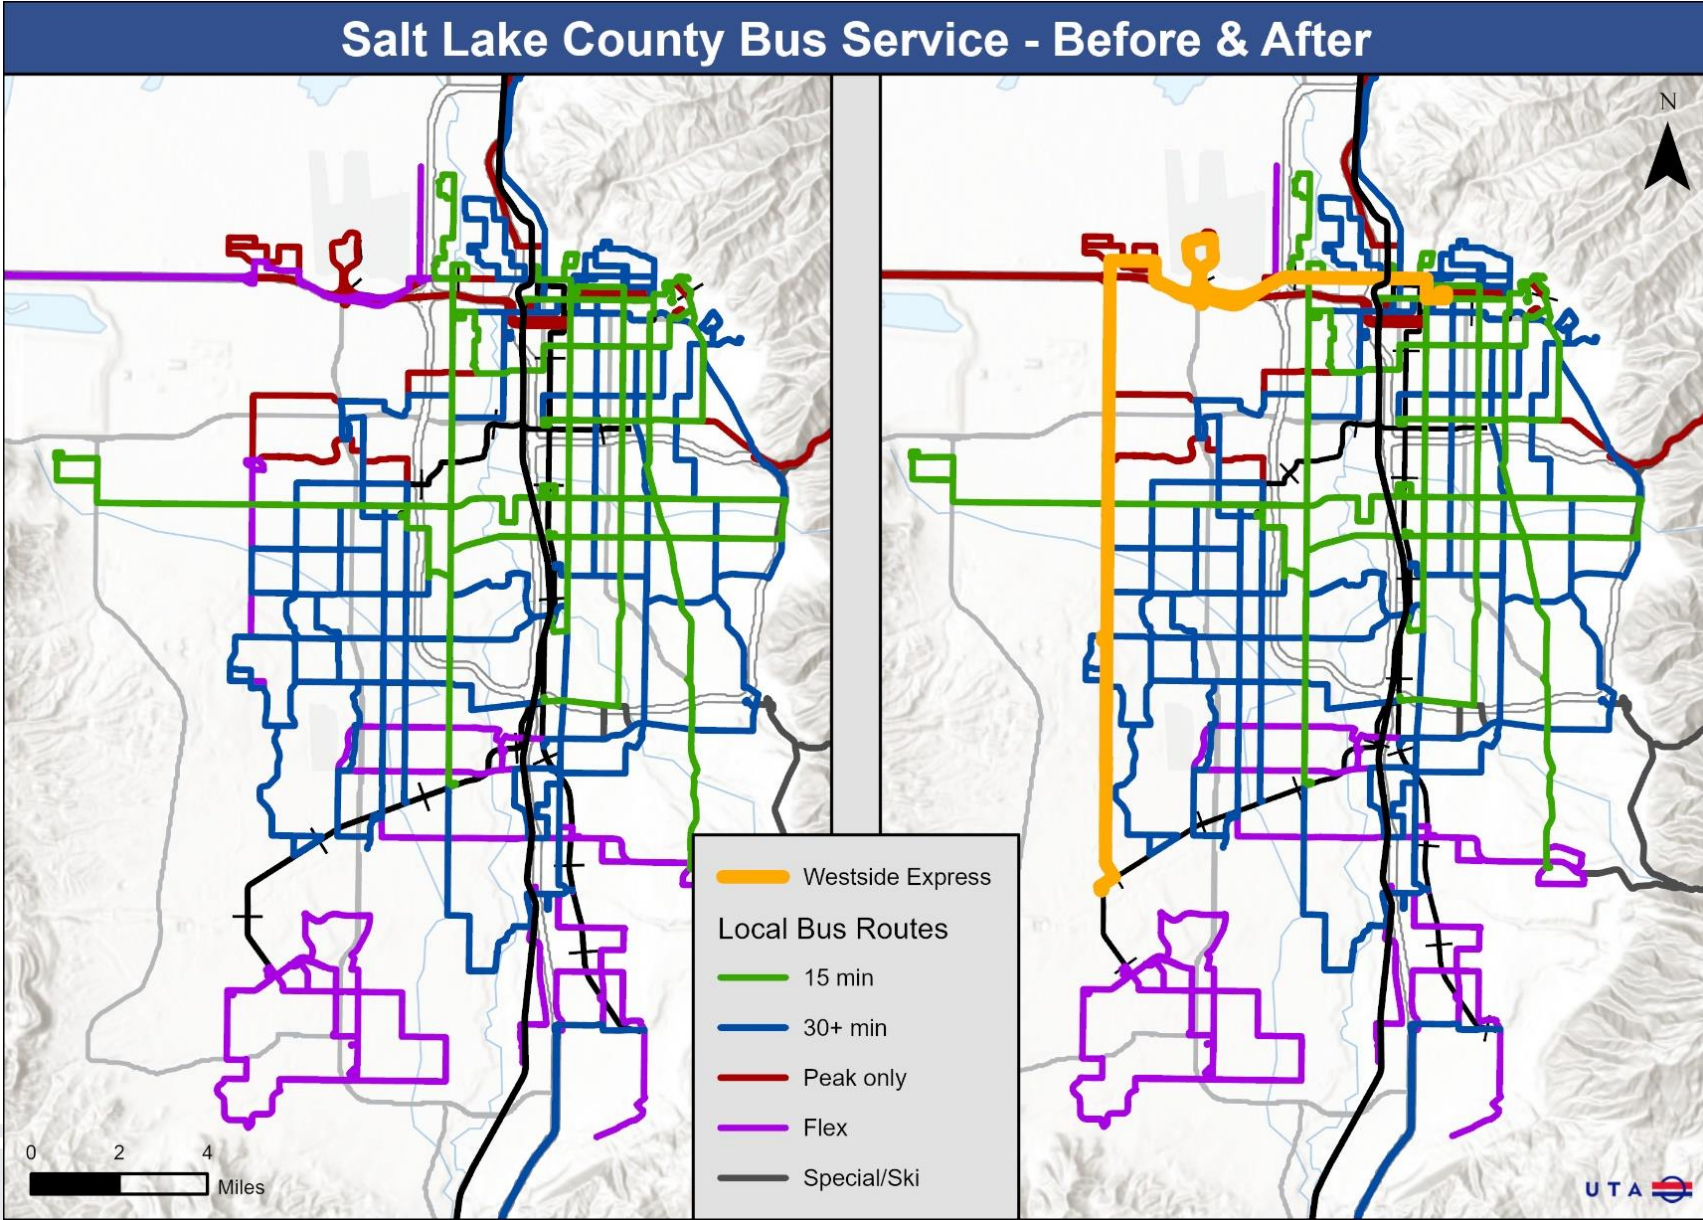 Salt Lake County Bus Service - Before & After
N
Westside Express
Local Bus Routes
15 min
30+ min
Peak only
Flex
Special/Ski
0 2 4
Miles
UTA